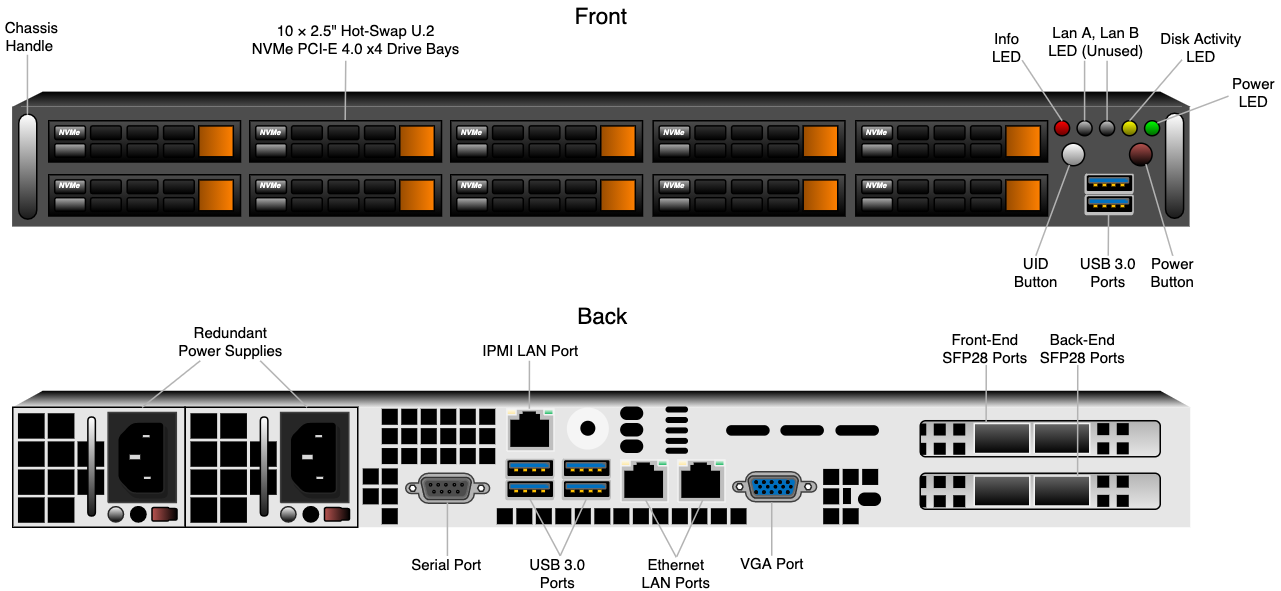 Front
Chassis
Handle
10 × 2.5" Hot-Swap U.2
NVMe PCI-E 4.0 x4 Drive Bays
Info
LED
Lan A, Lan B
LED (Unused)
Disk Activity
LED
Power
LED
NVMe
NVMe
NVMe
NVMe
NVMe
NVMe
NVMe
NVMe
NVMe
NVMe
UID
Button
USB 3.0
Ports
Power
Button
Back
Redundant
Power Supplies
IPMI LAN Port
Front-End
SFP28 Ports
Back-End
SFP28 Ports
Serial Port
USB 3.0
Ports
Ethernet
LAN Ports
VGA Port